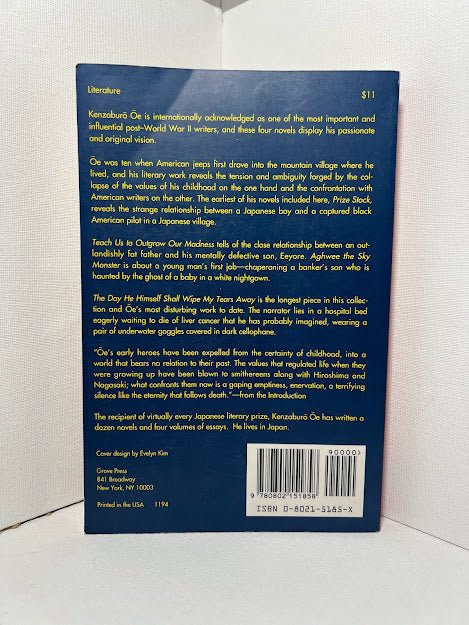 Literature
$11
Kenzaburō Ōe is internationally acknowledged as one of the most important and
influential post–World War II writers, and these four novels display his passionate
and original vision.
Ōe was ten when American jeeps first drove into the mountain village where he
lived, and his literary work reveals the tension and ambiguity forged by the col-
lapse of the values of his childhood on the one hand and the confrontation with
American writers on the other. The earliest of his novels included here, Prize Stock,
reveals the strange relationship between a Japanese boy and a captured black
American pilot in a Japanese village.
Teach Us to Outgrow Our Madness tells of the close relationship between an out-
landishly fat father and his mentally defective son, Eeyore. Aghwee the Sky
Monster is about a young man's first job—chaperoning a banker's son who is
haunted by the ghost of a baby in a white nightgown.
The Day He Himself Shall Wipe My Tears Away is the longest piece in this collec-
tion and Ōe's most disturbing work to date. The narrator lies in a hospital bed
eagerly waiting to die of liver cancer that he has probably imagined, wearing a
pair of underwater goggles covered in dark cellophane.
"Ōe's early heroes have been expelled from the certainty of childhood, into a
world that bears no relation to their past. The values that regulated life when they
were growing up have been blown to smithereens along with Hiroshima and
Nagasaki; what confronts them now is a gaping emptiness, enervation, a terrifying
silence like the eternity that follows death."—from the Introduction
The recipient of virtually every Japanese literary prize, Kenzaburō Ōe has written a
dozen novels and four volumes of essays. He lives in Japan.
Cover design by Evelyn Kim
Grove Press
841 Broadway
New York, NY 10003
Printed in the USA 1194
90000>
9 780802 151858
ISBN 0-8021-5185-X